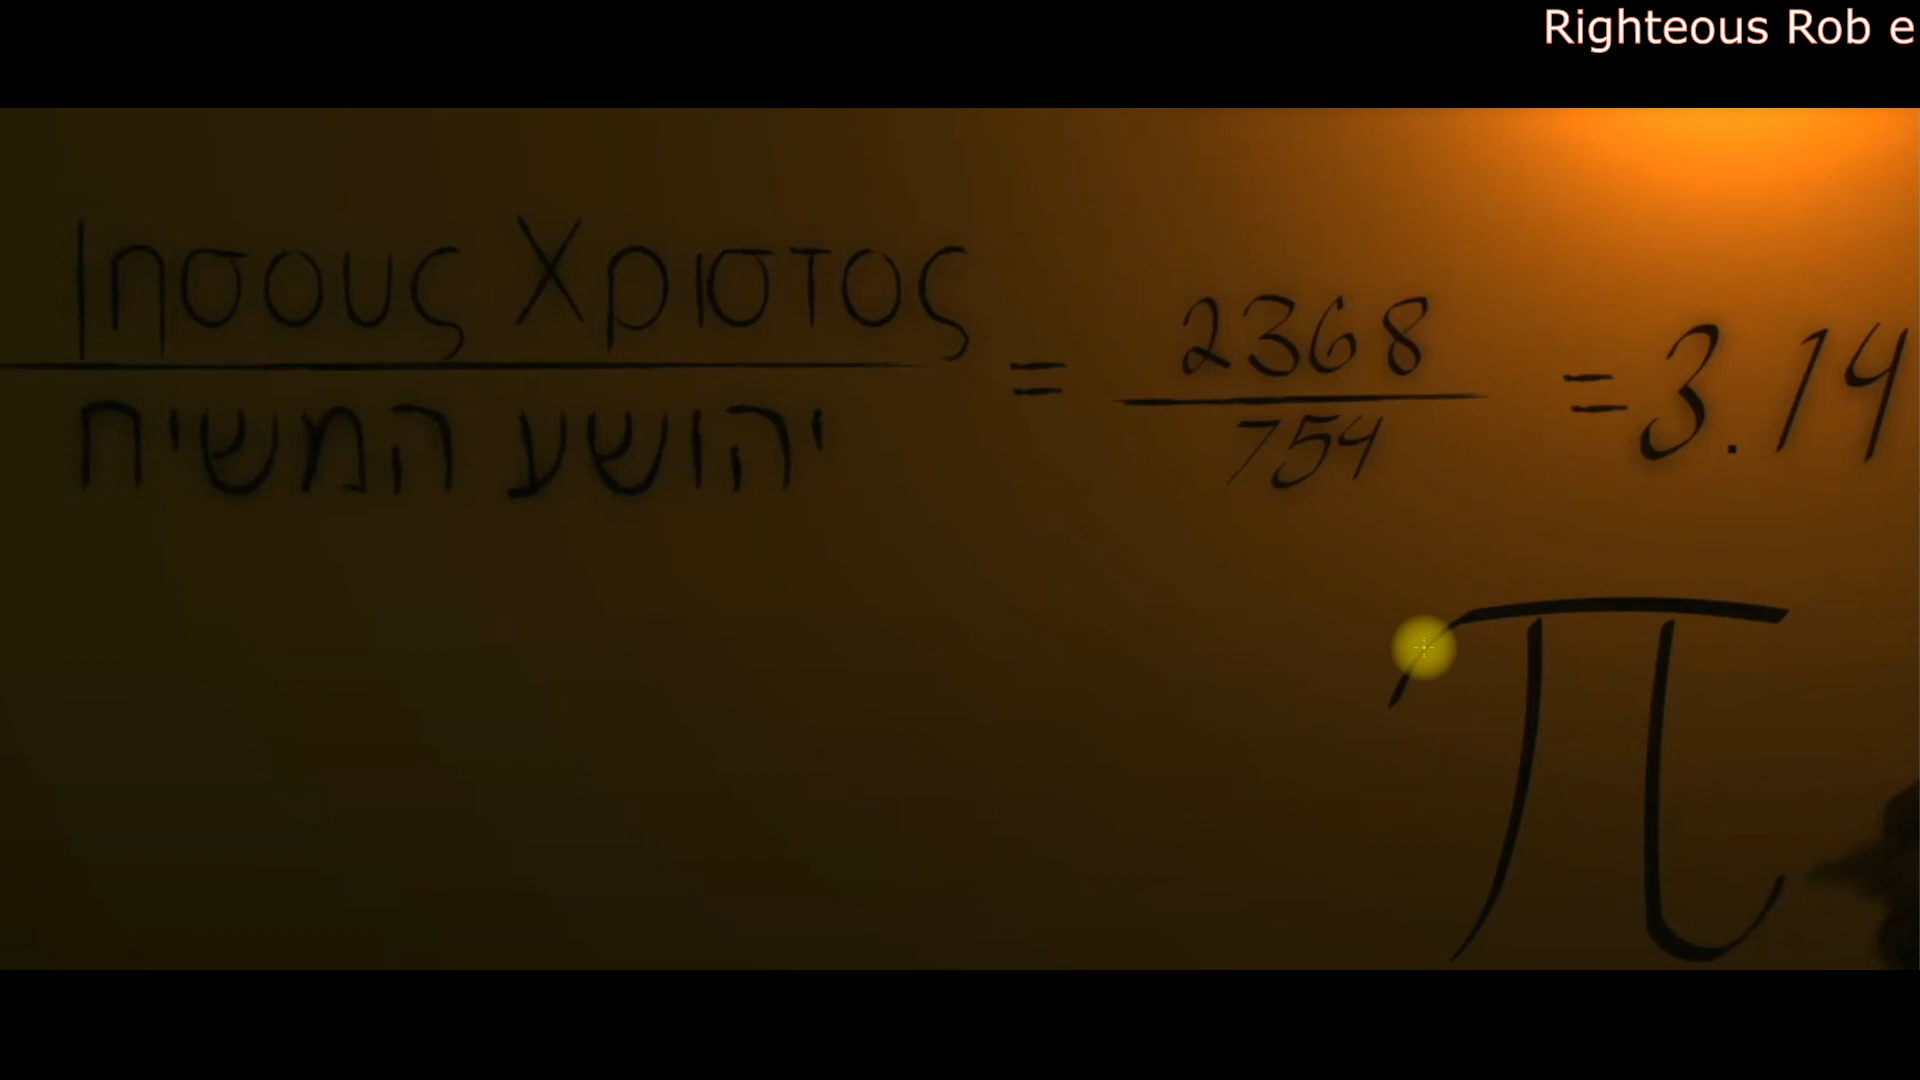 Righteous Rob e
Ιησους Χριστος
יהושע המשיח
=
2368
754
= 3.14
π